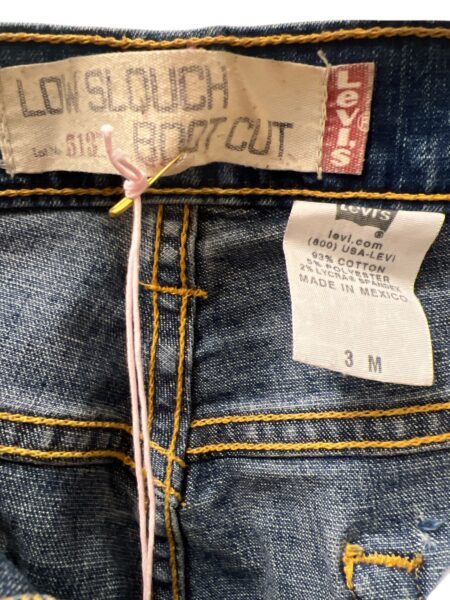 LOW SLOUCH
BOOT CUT
LeVI'S
Levi's
levi.com
(800) USA-LEVI
93% COTTON
5% POLYESTER
2% LYCRA® SPANDEX
MADE IN MEXICO
3 M